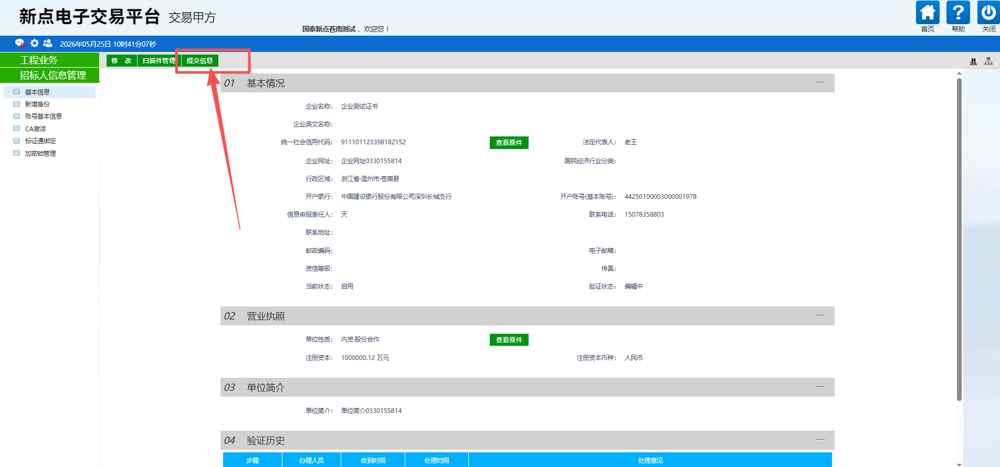 新点电子交易平台 交易甲方
国泰新点苍南测试， 欢迎您！
首页 帮助 关闭
2026年05月25日 10时41分07秒
工程业务
招标人信息管理
基本信息
新增身份
账号基本信息
CA激活
标证通绑定
加密锁管理
修 改 扫描件管理 提交信息
01 基本情况
企业名称： 企业测试证书
企业英文名称：
统一社会信用代码： 911101123398182152 查看原件 法定代表人： 老王
企业网址： 企业网址0330155814 国民经济行业分类：
行政区域： 浙江省·温州市·苍南县
开户银行： 中国建设银行股份有限公司深圳长城支行 开户账号(基本账号)： 44250100003000001978
信息申报责任人： 天 联系电话： 15078358803
联系地址：
邮政编码： 电子邮箱：
资信等级： 传真：
当前状态： 启用 验证状态： 编辑中
02 营业执照
单位性质： 内资·股份合作 查看原件
注册资本： 1000000.12 万元 注册资本币种： 人民币
03 单位简介
单位简介： 单位简介0330155814
04 验证历史
步骤 办理人员 收到时间 处理时间 处理意见